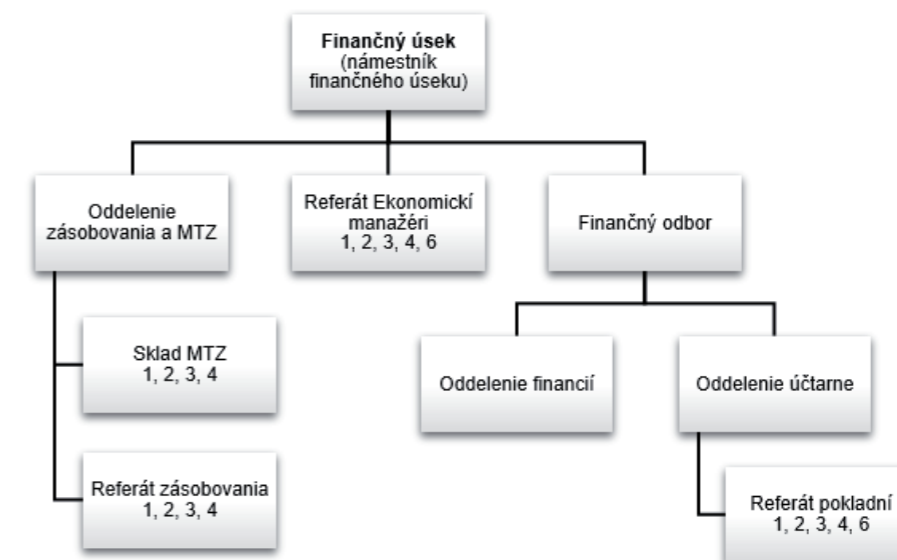 Finančný úsek
(námestník
finančného úseku)
Oddelenie
zásobovania a MTZ
Referát Ekonomickí
manažéri
1, 2, 3, 4, 6
Finančný odbor
Sklad MTZ
1, 2, 3, 4
Referát zásobovania
1, 2, 3, 4
Oddelenie financií
Oddelenie účtarne
Referát pokladní
1, 2, 3, 4, 6